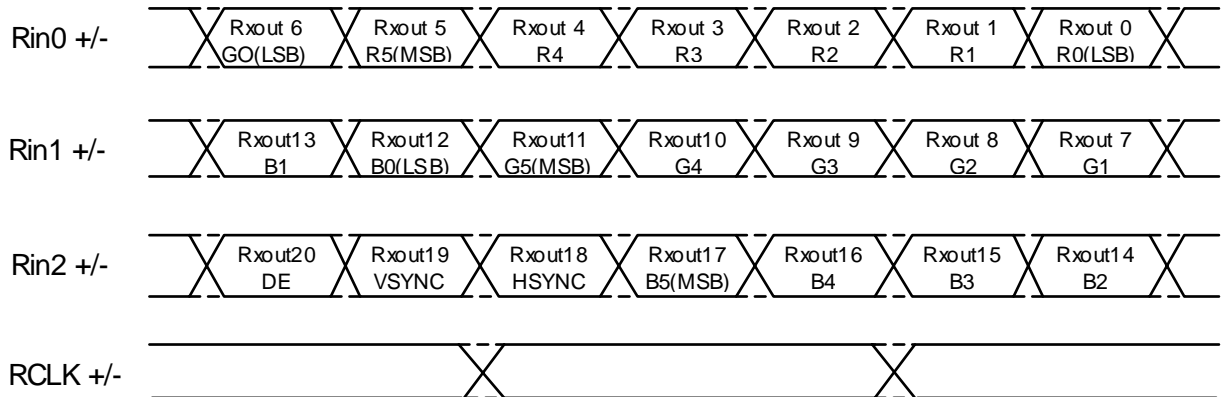 Rin0 +/-
Rxout 6 Rxout 5 Rxout 4 Rxout 3 Rxout 2 Rxout 1 Rxout 0
GO(LSB) R5(MSB) R4 R3 R2 R1 R0(LSB)
Rin1 +/-
Rxout13 Rxout12 Rxout11 Rxout10 Rxout 9 Rxout 8 Rxout 7
B1 B0(LSB) G5(MSB) G4 G3 G2 G1
Rin2 +/-
Rxout20 Rxout19 Rxout18 Rxout17 Rxout16 Rxout15 Rxout14
DE VSYNC HSYNC B5(MSB) B4 B3 B2
RCLK +/-